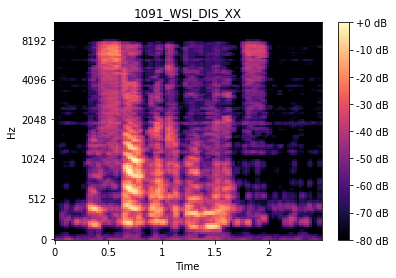 1091_WSI_DIS_XX
8192
4096
2048
1024
512
0
Hz
0 0.5 1 1.5 2
Time
+0 dB
-10 dB
-20 dB
-30 dB
-40 dB
-50 dB
-60 dB
-70 dB
-80 dB